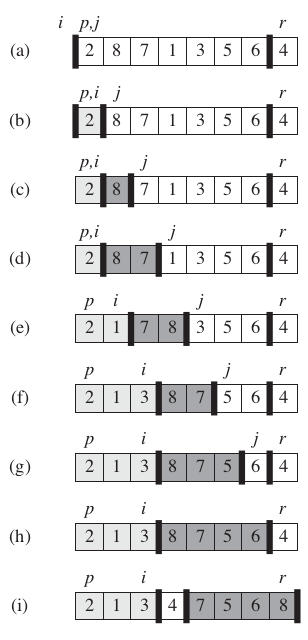 i p,j r
(a) 2 8 7 1 3 5 6 4
p,i j r
(b) 2 8 7 1 3 5 6 4
p,i j r
(c) 2 8 7 1 3 5 6 4
p,i j r
(d) 2 8 7 1 3 5 6 4
p i j r
(e) 2 1 7 8 3 5 6 4
p i j r
(f) 2 1 3 8 7 5 6 4
p i j r
(g) 2 1 3 8 7 5 6 4
p i r
(h) 2 1 3 8 7 5 6 4
p i r
(i) 2 1 3 4 7 5 6 8